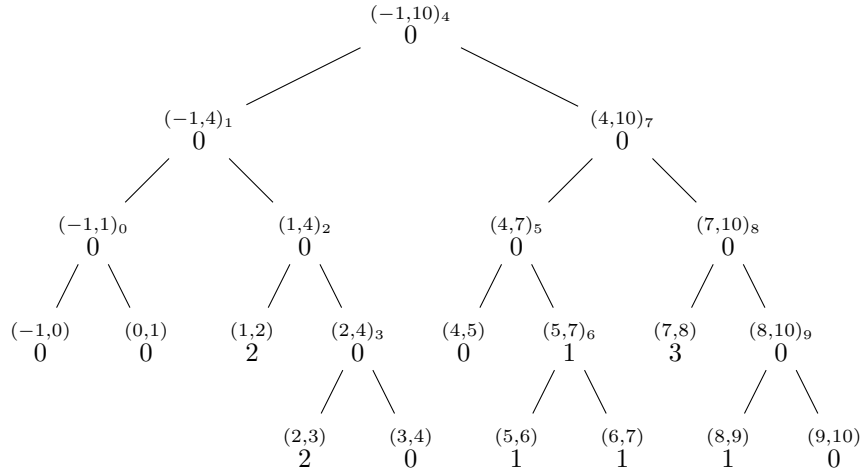 (−1,10)₄
0
(−1,4)₁ (4,10)₇
0 0
(−1,1)₀ (1,4)₂ (4,7)₅ (7,10)₈
0 0 0 0
(−1,0) (0,1) (1,2) (2,4)₃ (4,5) (5,7)₆ (7,8) (8,10)₉
0 0 2 0 0 1 3 0
(2,3) (3,4) (5,6) (6,7) (8,9) (9,10)
2 0 1 1 1 0